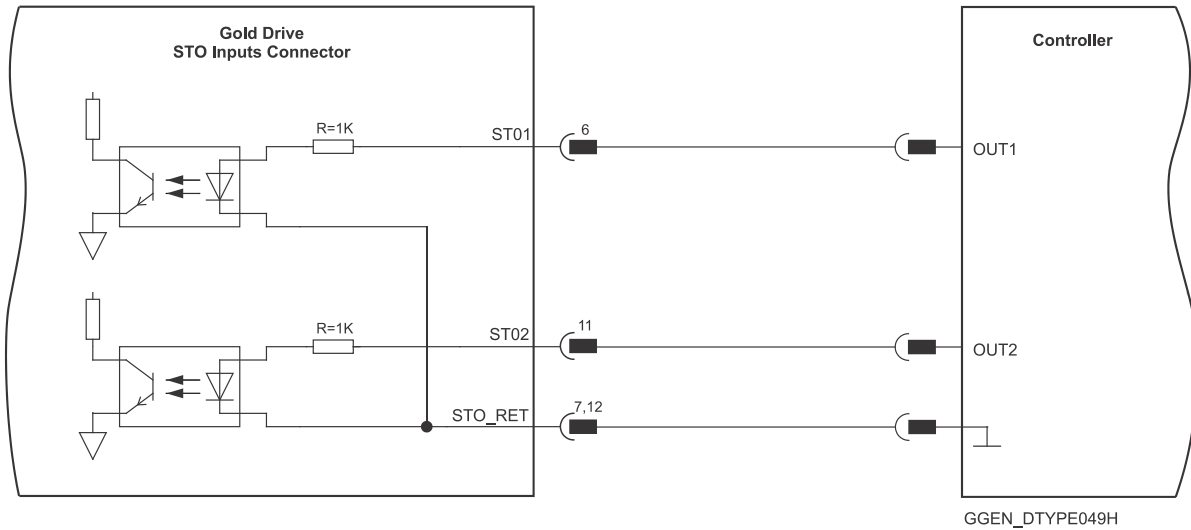 Gold Drive
STO Inputs Connector
Controller
R=1K
ST01
6
OUT1
R=1K
ST02
11
OUT2
STO_RET
7,12
GGEN_DTYPE049H